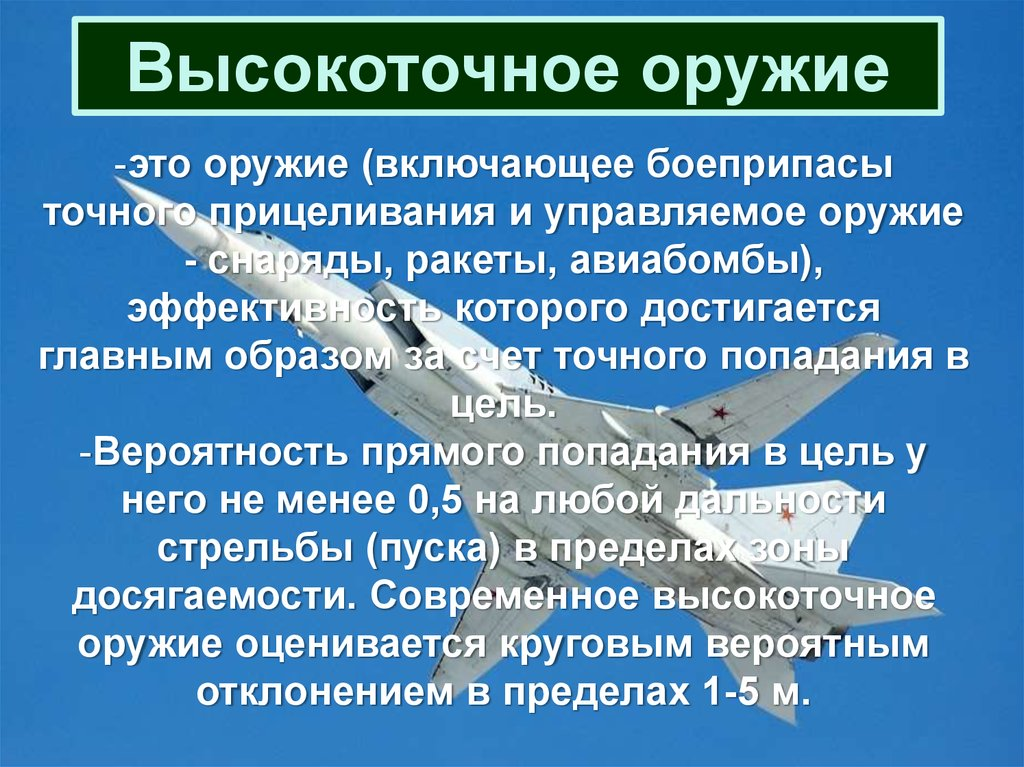 Высокоточное оружие
-это оружие (включающее боеприпасы
точного прицеливания и управляемое оружие
- снаряды, ракеты, авиабомбы),
эффективность которого достигается
главным образом за счет точного попадания в
цель.
-Вероятность прямого попадания в цель у
него не менее 0,5 на любой дальности
стрельбы (пуска) в пределах зоны
досягаемости. Современное высокоточное
оружие оценивается круговым вероятным
отклонением в пределах 1-5 м.